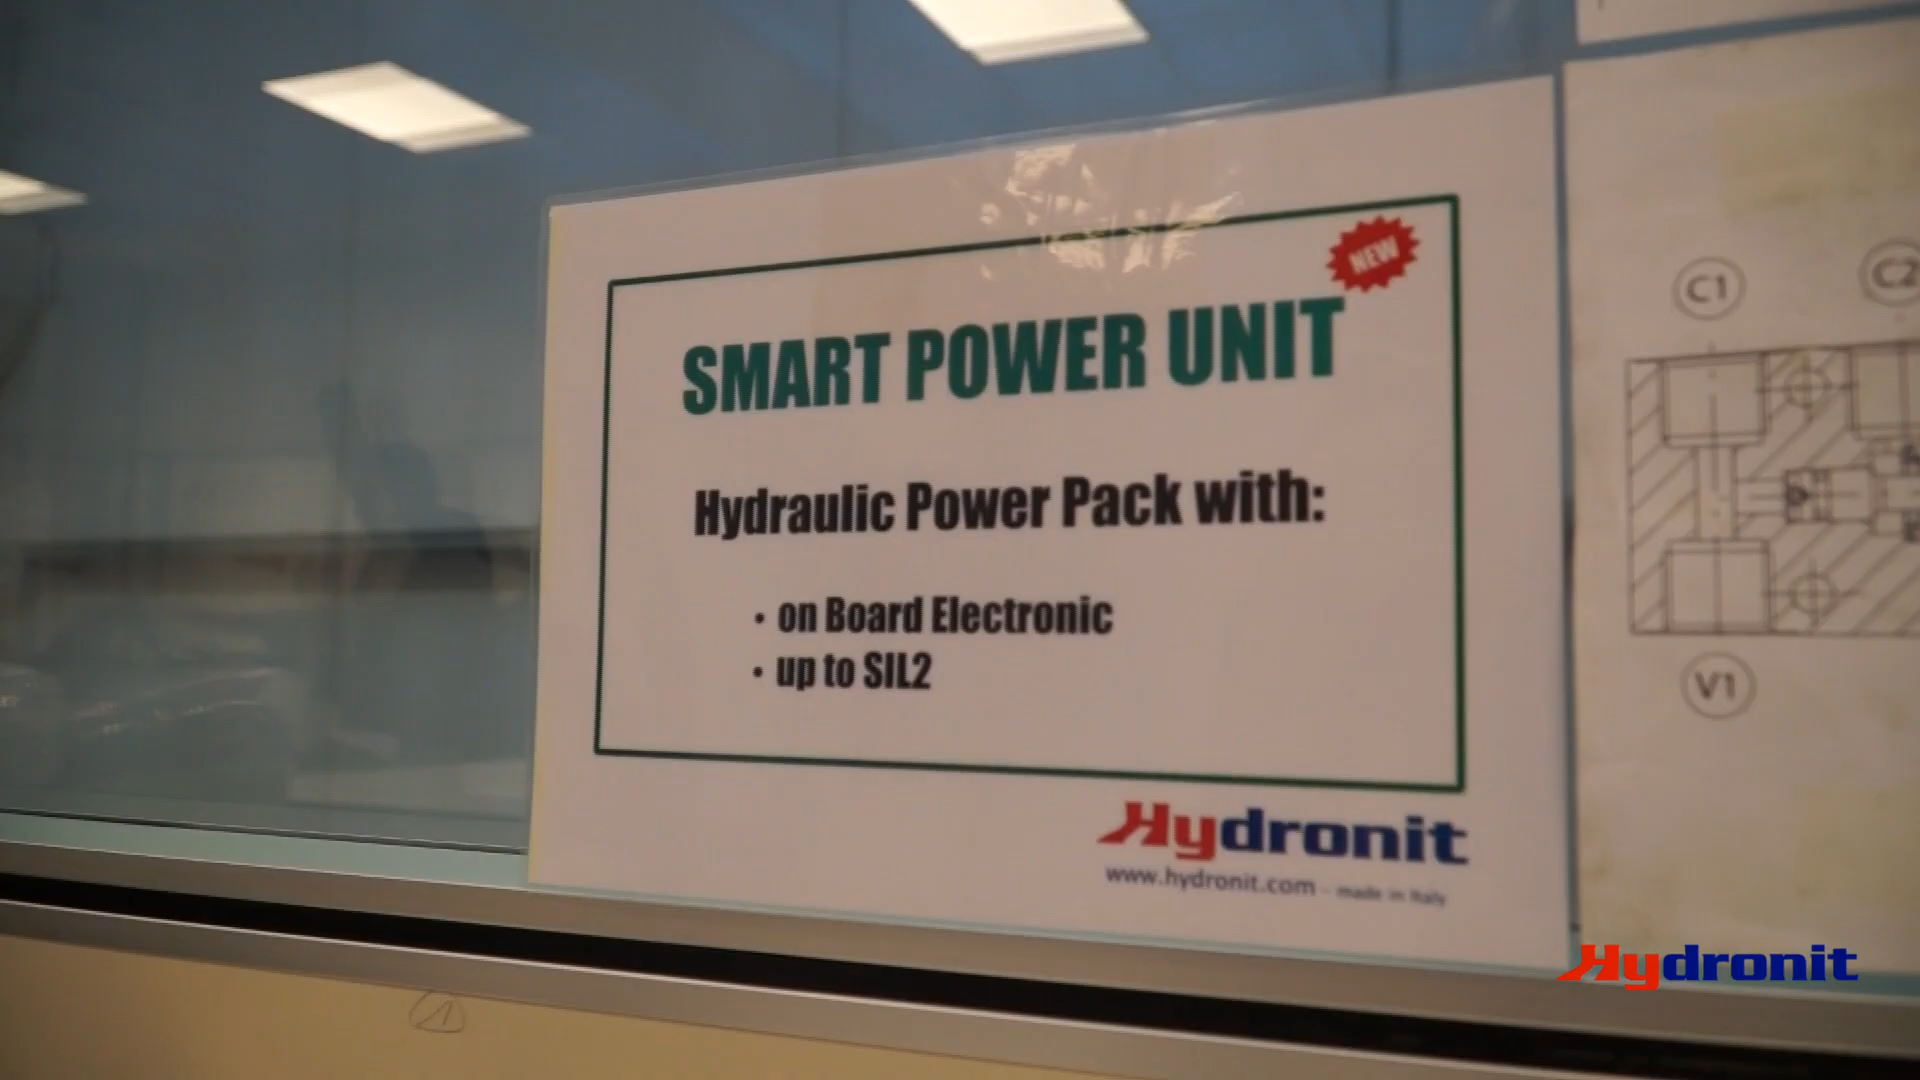 NEW
SMART POWER UNIT
Hydraulic Power Pack with:
• on Board Electronic
• up to SIL2
Hydronit
www.hydronit.com - made in Italy
C1
C2
V1
Hydronit
1